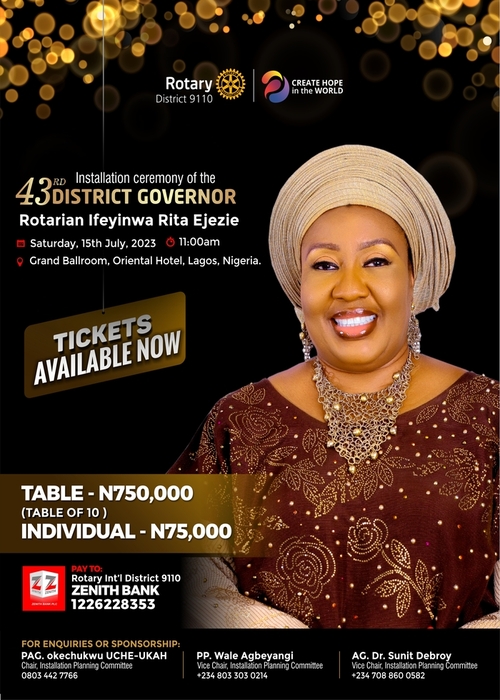 Rotary
District 9110
CREATE HOPE
in the WORLD
Installation ceremony of the
43RD DISTRICT GOVERNOR
Rotarian Ifeyinwa Rita Ejezie
Saturday, 15th July, 2023 11:00am
Grand Ballroom, Oriental Hotel, Lagos, Nigeria.
TICKETS
AVAILABLE NOW
TABLE - N750,000
(TABLE OF 10 )
INDIVIDUAL - N75,000
PAY TO:
Rotary Int'l District 9110
ZENITH BANK
1226228353
ZENITH BANK PLC
FOR ENQUIRIES OR SPONSORSHIP:
PAG. okechukwu UCHE-UKAH
Chair, Installation Planning Committee
0803 442 7766
PP. Wale Agbeyangi
Vice Chair, Installation Planning Committee
+234 803 303 0214
AG. Dr. Sunit Debroy
Vice Chair, Installation Planning Committee
+234 708 860 0582